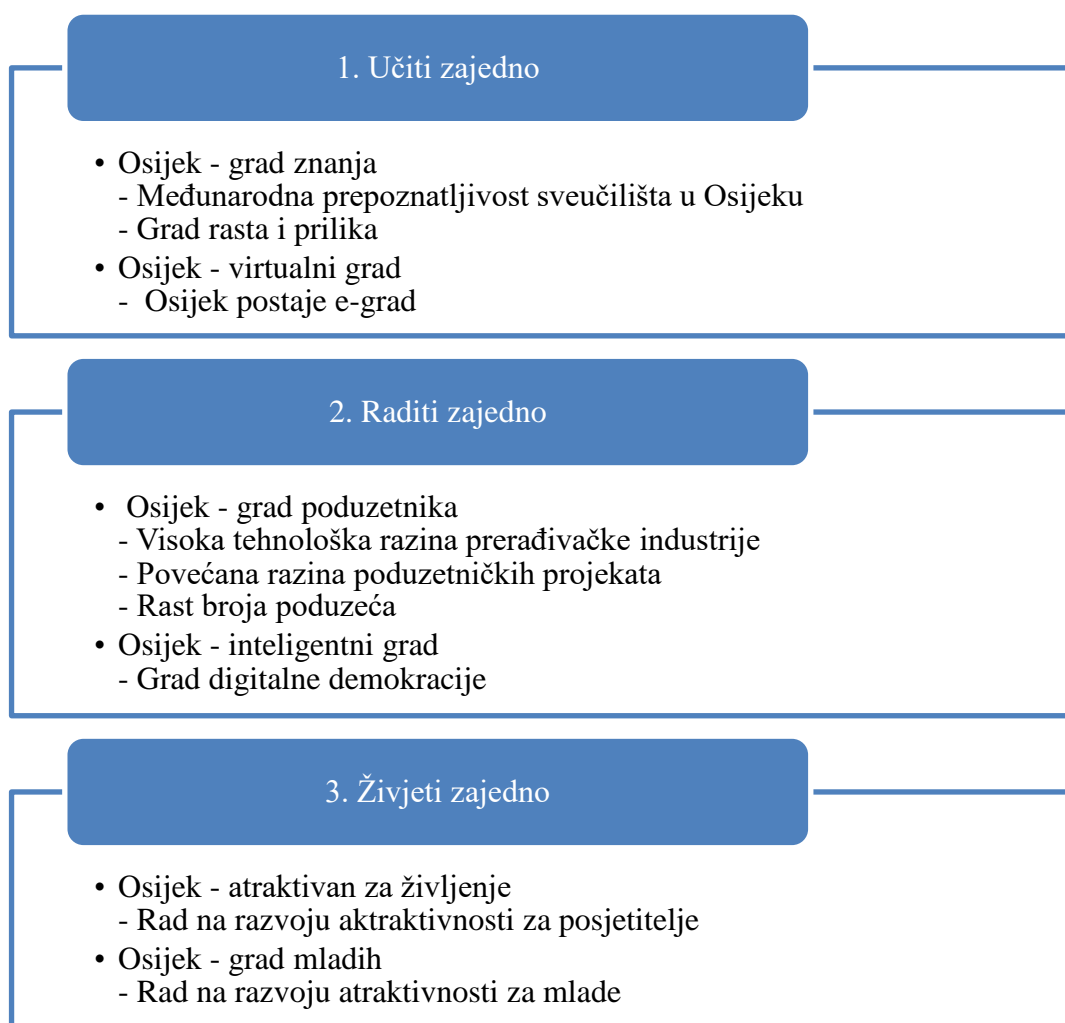 1. Učiti zajedno
• Osijek - grad znanja
- Međunarodna prepoznatljivost sveučilišta u Osijeku
- Grad rasta i prilika
• Osijek - virtualni grad
- Osijek postaje e-grad
2. Raditi zajedno
• Osijek - grad poduzetnika
- Visoka tehnološka razina prerađivačke industrije
- Povećana razina poduzetničkih projekata
- Rast broja poduzeća
• Osijek - inteligentni grad
- Grad digitalne demokracije
3. Živjeti zajedno
• Osijek - atraktivan za življenje
- Rad na razvoju aktraktivnosti za posjetitelje
• Osijek - grad mladih
- Rad na razvoju atraktivnosti za mlade